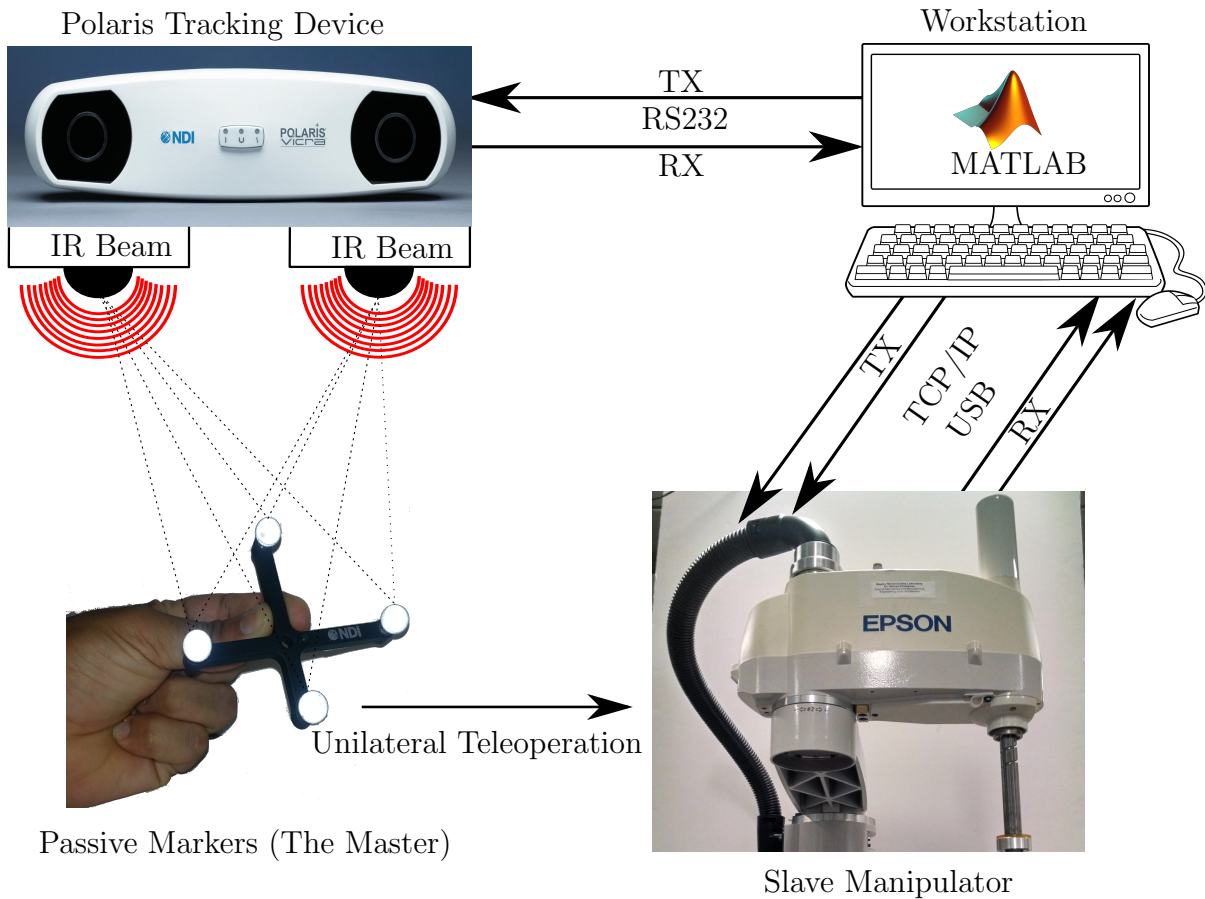 Polaris Tracking Device
Workstation
NDI
POLARIS
vicra
TX
RS232
RX
MATLAB
IR Beam
IR Beam
TX
TCP/IP
USB
RX
NDI
EPSON
Unilateral Teleoperation
Passive Markers (The Master)
Slave Manipulator